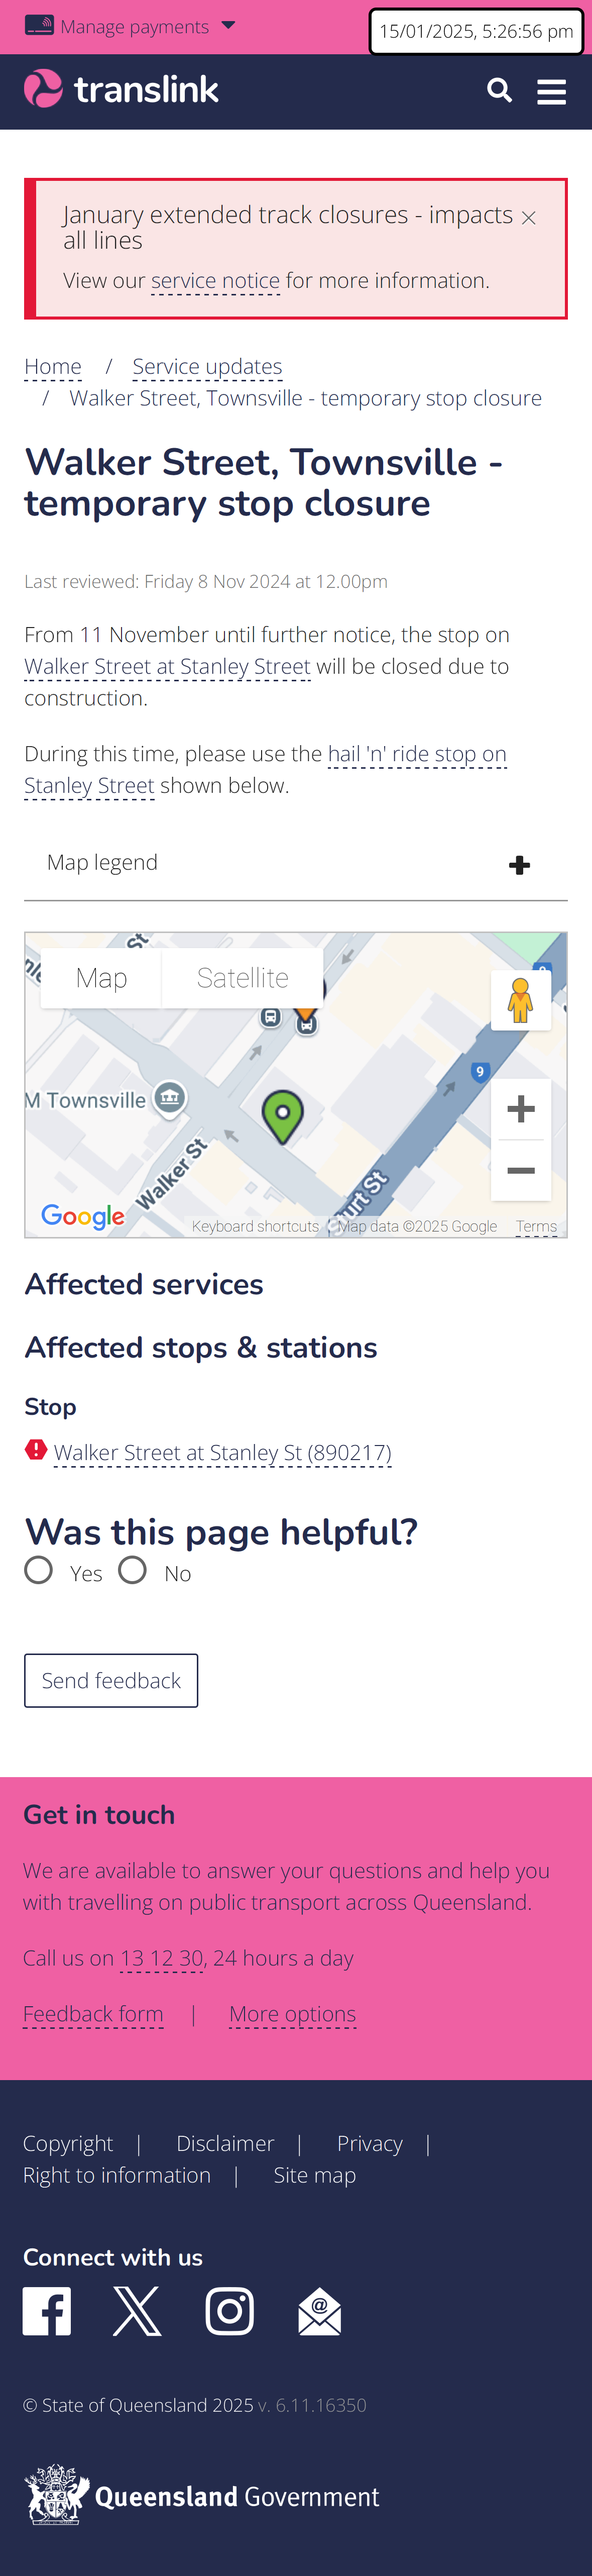 Manage payments
15/01/2025, 5:26:56 pm
translink
January extended track closures - impacts
all lines
View our service notice for more information.
Home / Service updates
/ Walker Street, Townsville - temporary stop closure
Walker Street, Townsville -
temporary stop closure
Last reviewed: Friday 8 Nov 2024 at 12.00pm
From 11 November until further notice, the stop on
Walker Street at Stanley Street will be closed due to
construction.
During this time, please use the hail 'n' ride stop on
Stanley Street shown below.
Map legend
St
Map Satellite
9
M Townsville
Walker St
Google
Keyboard shortcuts Map data ©2025 Google Terms
Affected services
Affected stops & stations
Stop
Walker Street at Stanley St (890217)
Was this page helpful?
Yes No
Send feedback
Get in touch
We are available to answer your questions and help you
with travelling on public transport across Queensland.
Call us on 13 12 30, 24 hours a day
Feedback form | More options
Copyright | Disclaimer | Privacy |
Right to information | Site map
Connect with us
© State of Queensland 2025 v. 6.11.16350
Queensland Government